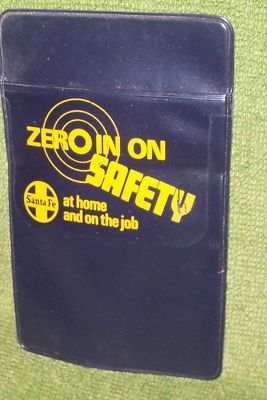 ZERO IN ON
SAFETY
Santa Fe
at home
and on the job